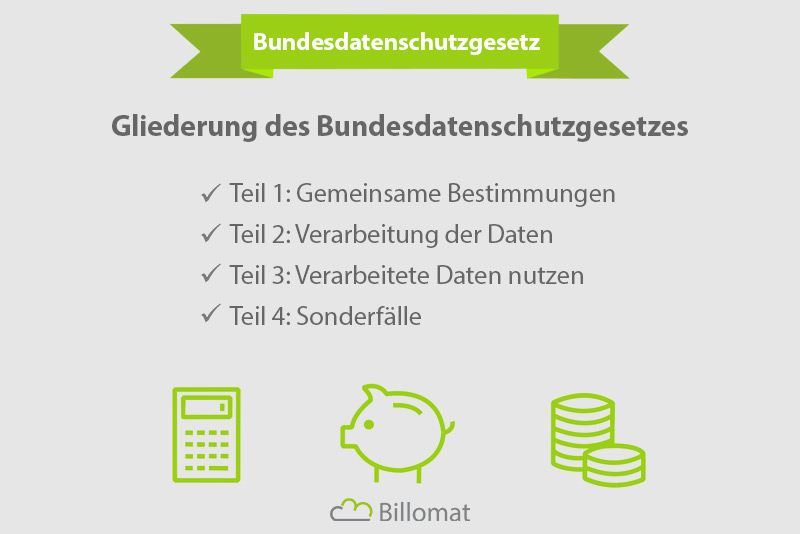 Bundesdatenschutzgesetz
Gliederung des Bundesdatenschutzgesetzes
✓ Teil 1: Gemeinsame Bestimmungen
✓ Teil 2: Verarbeitung der Daten
✓ Teil 3: Verarbeitete Daten nutzen
✓ Teil 4: Sonderfälle
Billomat